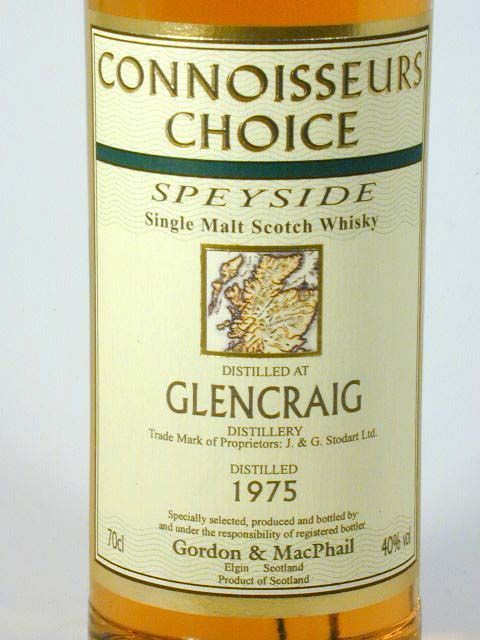 CONNOISSEURS
CHOICE
SPEYSIDE
Single Malt Scotch Whisky
DISTILLED AT
GLENCRAIG
DISTILLERY
Trade Mark of Proprietors: J. & G. Stodart Ltd.
DISTILLED
1975
Specially selected, produced and bottled by
and under the responsibility of registered bottler
70cl Gordon & MacPhail 40% vol
Elgin Scotland
Product of Scotland